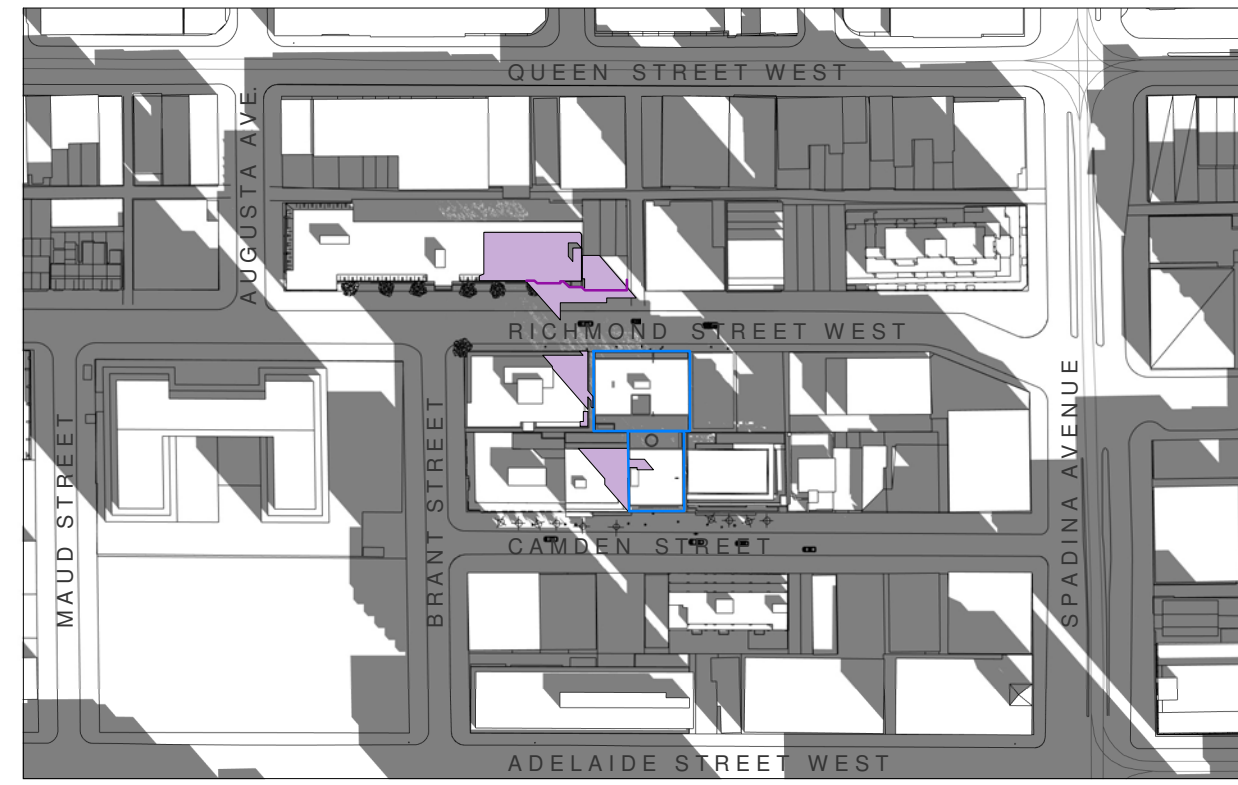 QUEEN STREET WEST
AUGUSTA AVE.
RICHMOND STREET WEST
MAUD STREET
BRANT STREET
SPADINA AVENUE
CAMDEN STREET
ADELAIDE STREET WEST